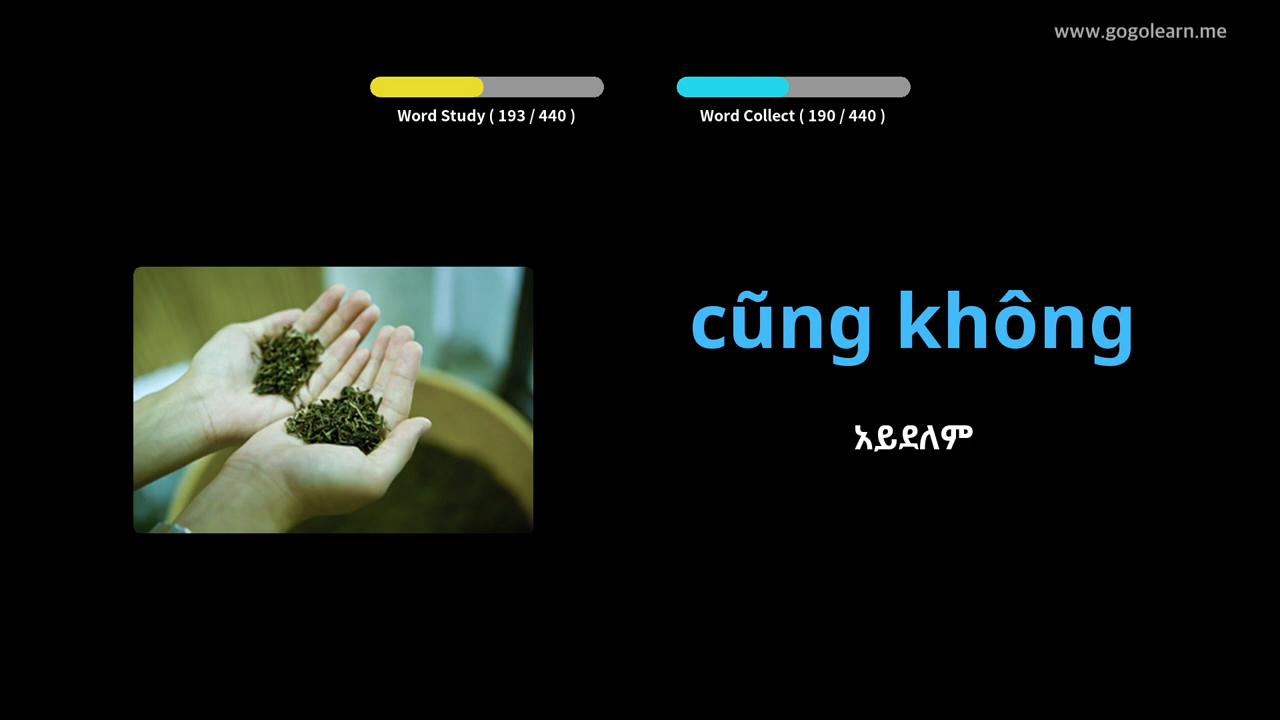 www.gogolearn.me
Word Study ( 193 / 440 )
Word Collect ( 190 / 440 )
cũng không
አይደለም